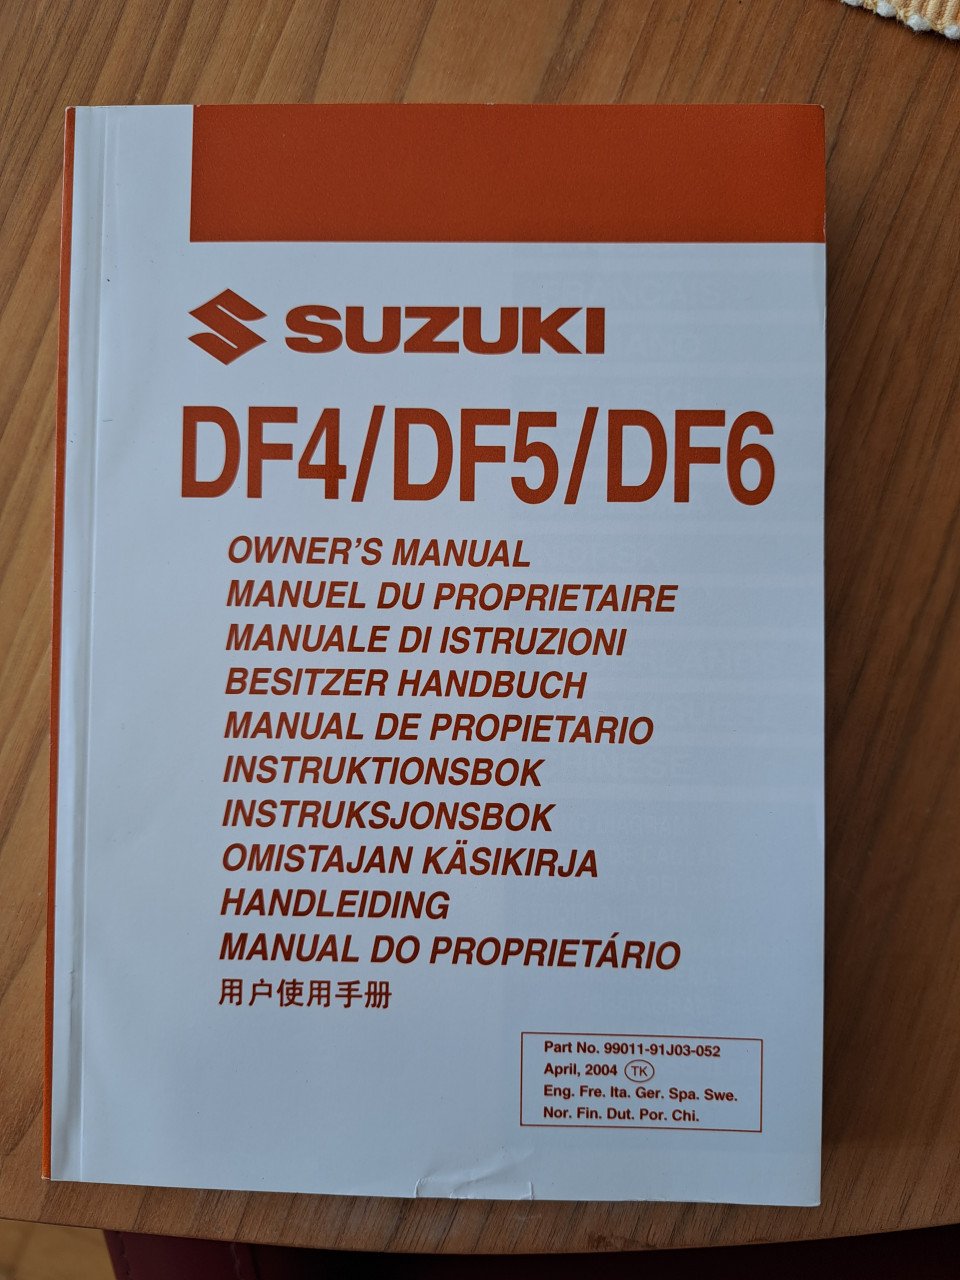 SUZUKI
DF4/DF5/DF6
OWNER'S MANUAL
MANUEL DU PROPRIETAIRE
MANUALE DI ISTRUZIONI
BESITZER HANDBUCH
MANUAL DE PROPIETARIO
INSTRUKTIONSBOK
INSTRUKSJONSBOK
OMISTAJAN KÄSIKIRJA
HANDLEIDING
MANUAL DO PROPRIETÁRIO
用户使用手册
Part No. 99011-91J03-052
April, 2004 TK
Eng. Fre. Ita. Ger. Spa. Swe.
Nor. Fin. Dut. Por. Chi.